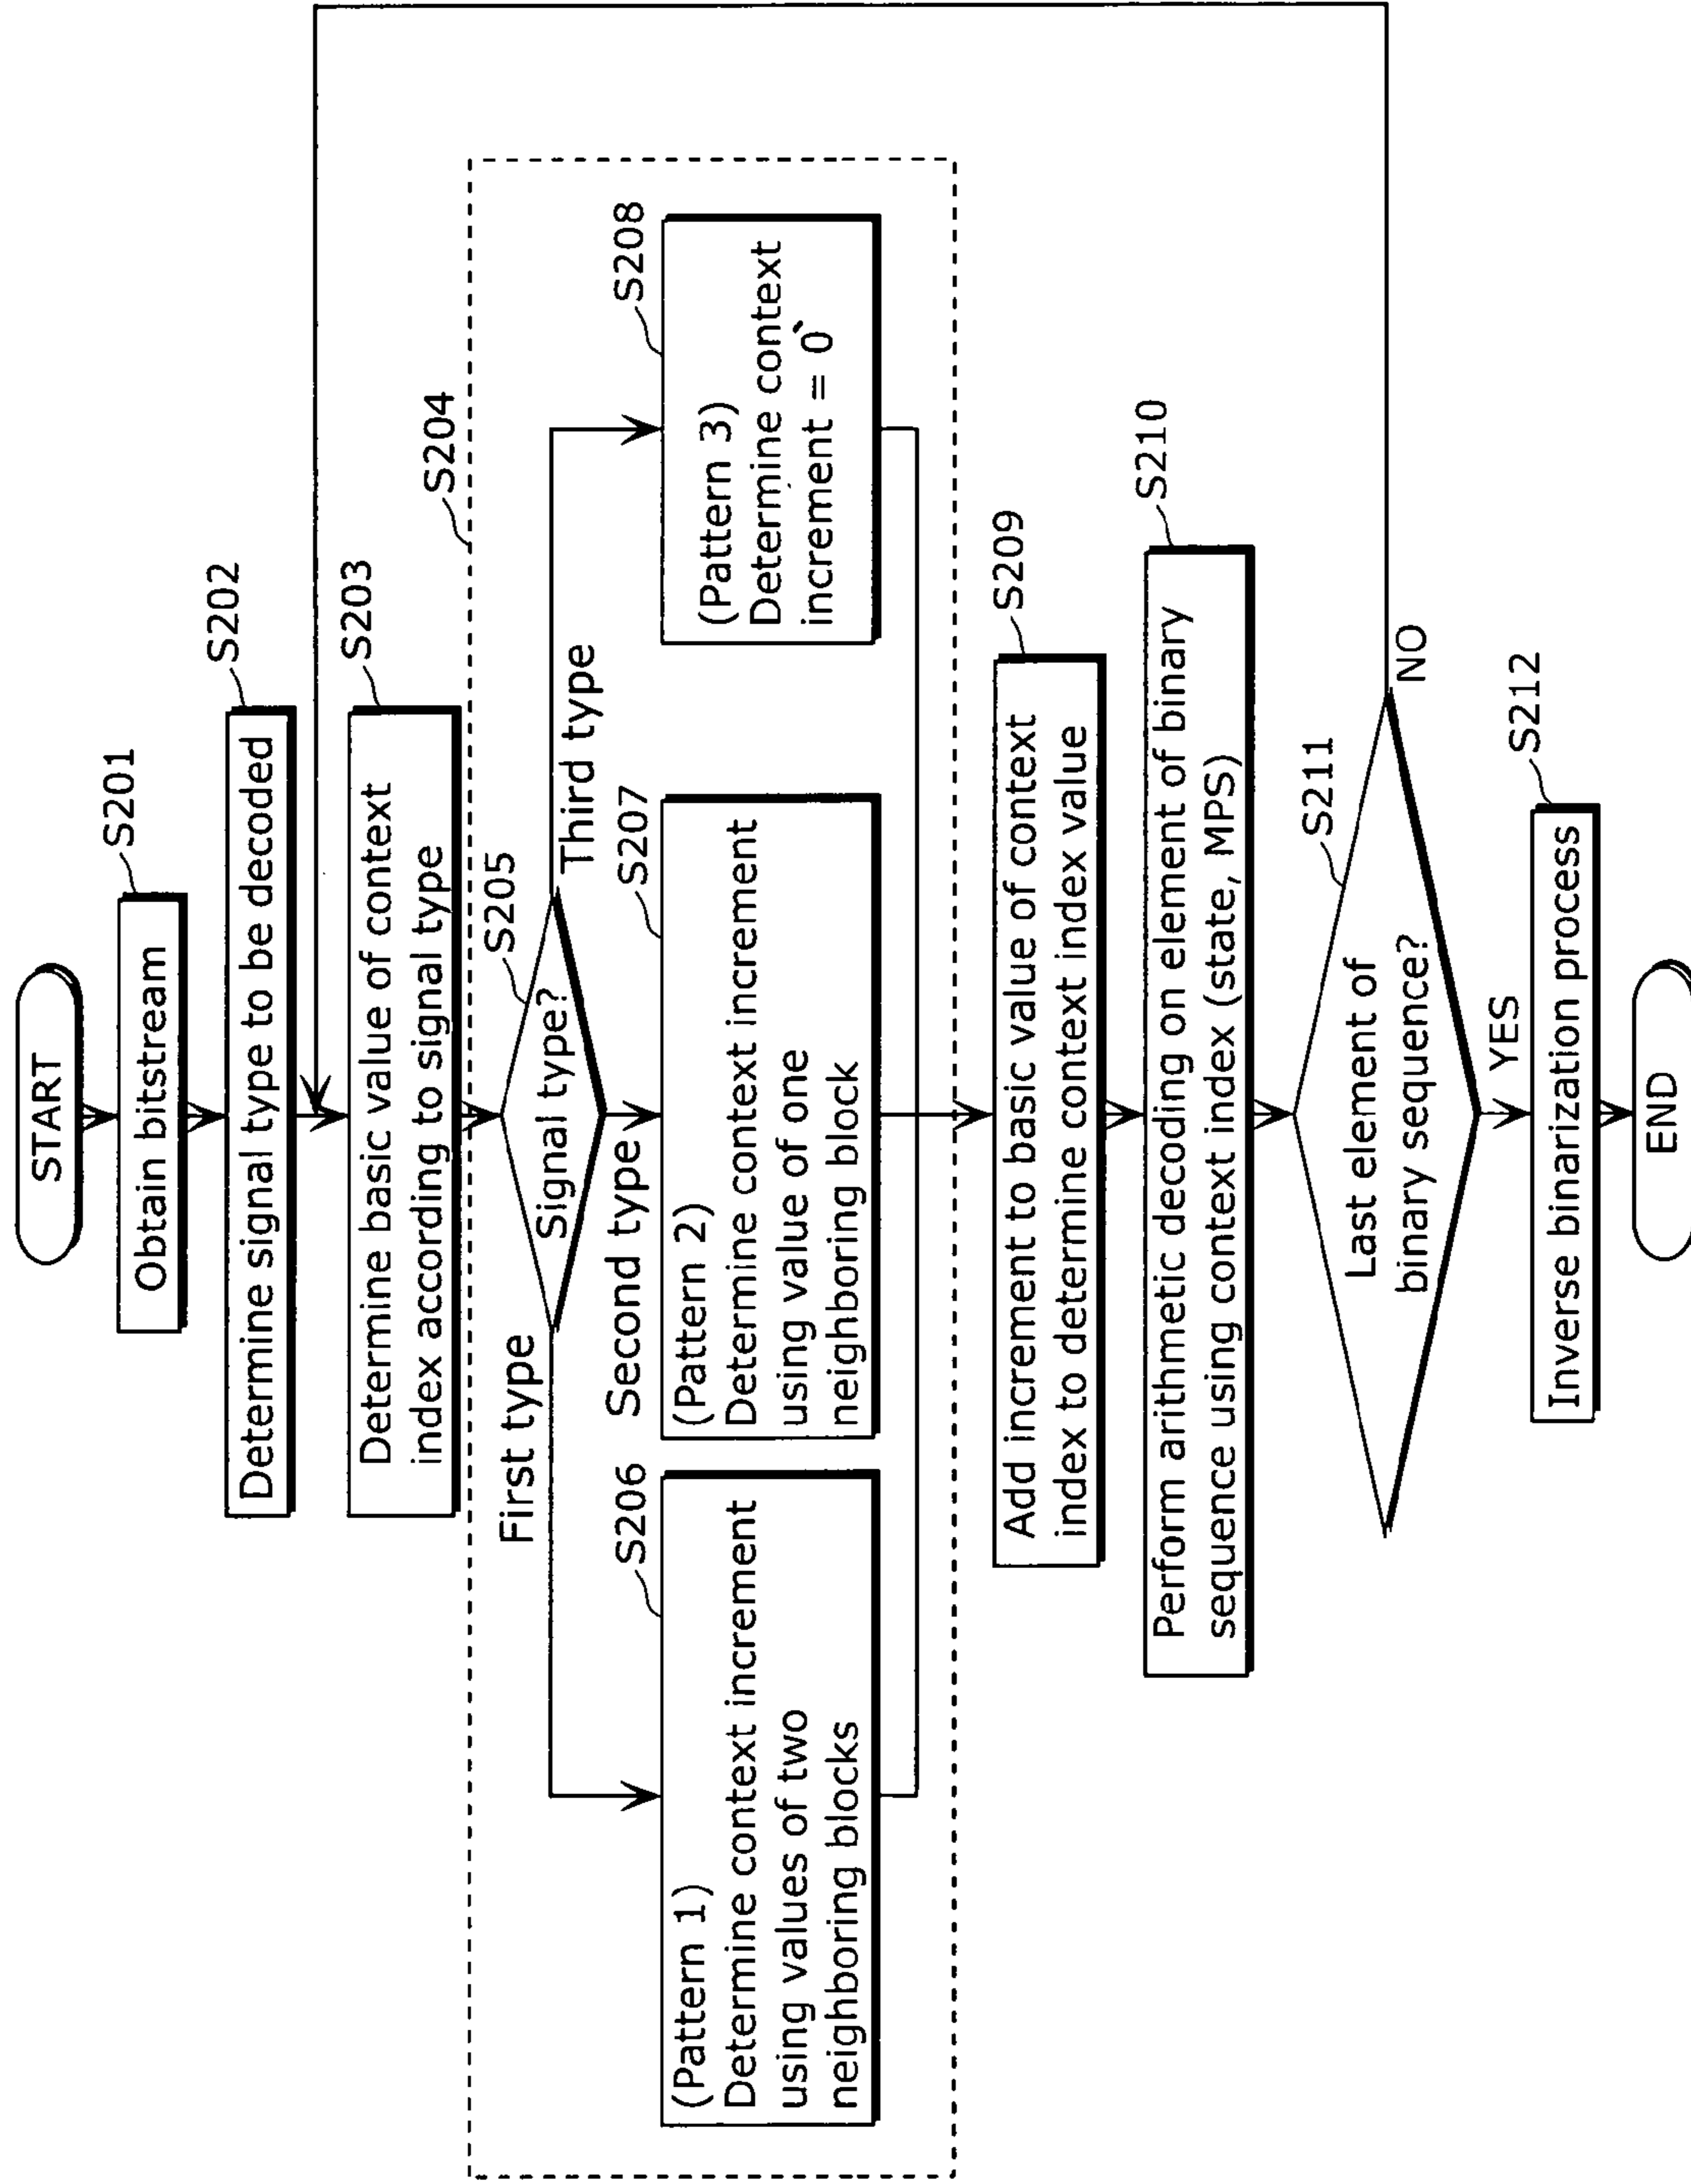 START
S201
Obtain bitstream
S202
Determine signal type to be decoded
S203
Determine basic value of context
index according to signal type
S204
S205
Signal type?
First type
Second type
Third type
S206
(Pattern 1)
Determine context increment
using values of two
neighboring blocks
S207
(Pattern 2)
Determine context increment
using value of one
neighboring block
S208
(Pattern 3)
Determine context
increment = 0
S209
Add increment to basic value of context
index to determine context index value
S210
Perform arithmetic decoding on element of binary
sequence using context index (state, MPS)
S211
Last element of
binary sequence?
NO
YES
S212
Inverse binarization process
END